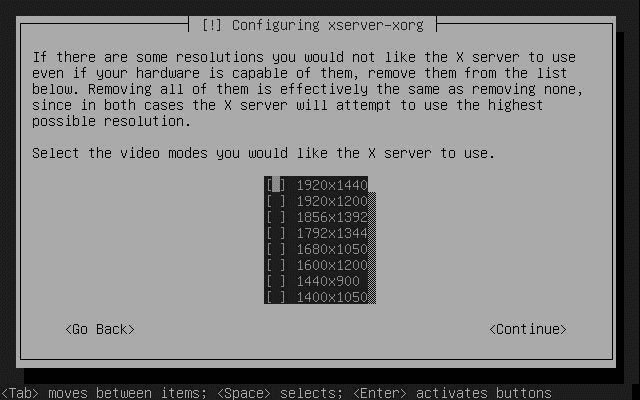 [!] Configuring xserver-xorg
If there are some resolutions you would not like the X server to use
even if your hardware is capable of them, remove them from the list
below. Removing all of them is effectively the same as removing none,
since in both cases the X server will attempt to use the highest
possible resolution.
Select the video modes you would like the X server to use.
[ ] 1920x1440
[ ] 1920x1200
[ ] 1856x1392
[ ] 1792x1344
[ ] 1680x1050
[ ] 1600x1200
[ ] 1440x900
[ ] 1400x1050
<Go Back> <Continue>
<Tab> moves between items; <Space> selects; <Enter> activates buttons